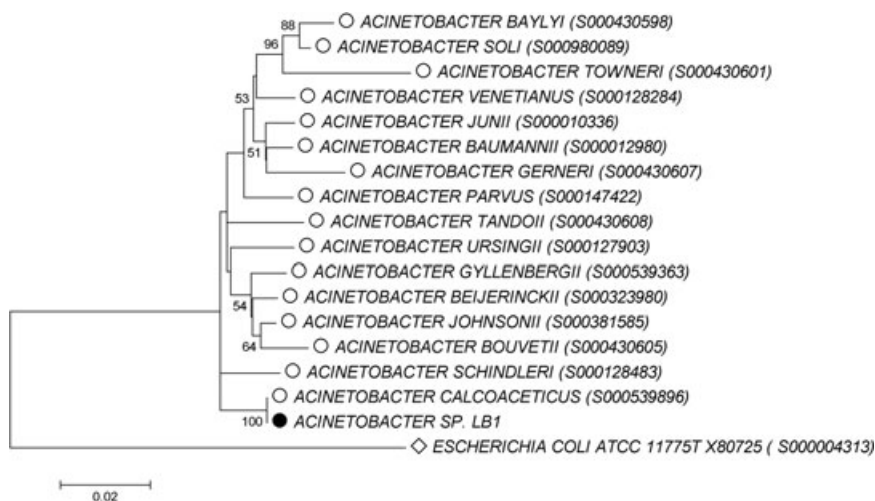 88
ACINETOBACTER BAYLYI (S000430598)
96
ACINETOBACTER SOLI (S000980089)
ACINETOBACTER TOWNERI (S000430601)
53
ACINETOBACTER VENETIANUS (S000128284)
ACINETOBACTER JUNII (S000010336)
51
ACINETOBACTER BAUMANNII (S000012980)
ACINETOBACTER GERNERI (S000430607)
ACINETOBACTER PARVUS (S000147422)
ACINETOBACTER TANDOII (S000430608)
ACINETOBACTER URSINGII (S000127903)
ACINETOBACTER GYLLENBERGII (S000539363)
54
ACINETOBACTER BEIJERINCKII (S000323980)
ACINETOBACTER JOHNSONII (S000381585)
64
ACINETOBACTER BOUVETII (S000430605)
ACINETOBACTER SCHINDLERI (S000128483)
ACINETOBACTER CALCOACETICUS (S000539896)
100
ACINETOBACTER SP. LB1
ESCHERICHIA COLI ATCC 11775T X80725 ( S000004313)
0.02